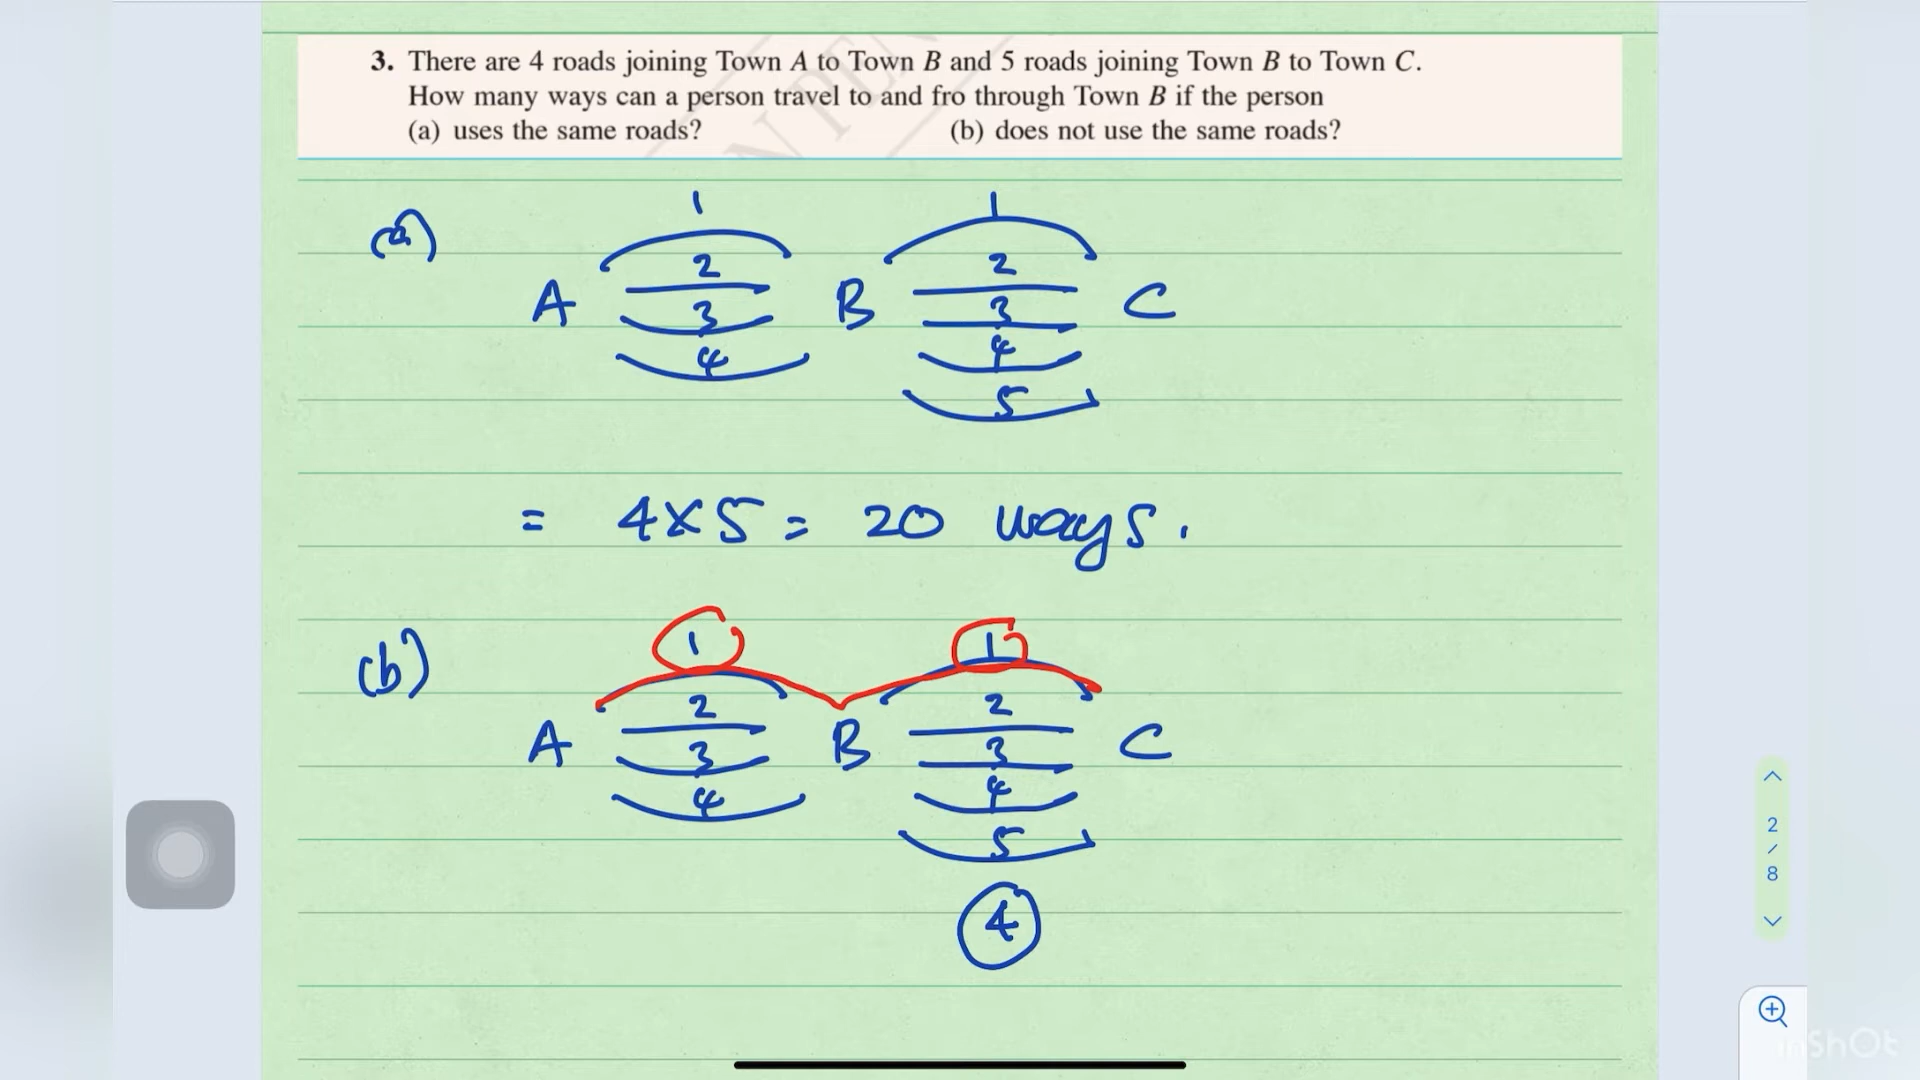 3. There are 4 roads joining Town A to Town B and 5 roads joining Town B to Town C.
How many ways can a person travel to and fro through Town B if the person
(a) uses the same roads?
(b) does not use the same roads?
(a)
1
1
2
2
A
3
B
3
C
4
4
5
= 4×5 = 20 ways.
(b)
1
1
2
2
A
3
B
3
C
4
4
5
4
2
/
8
InShOt